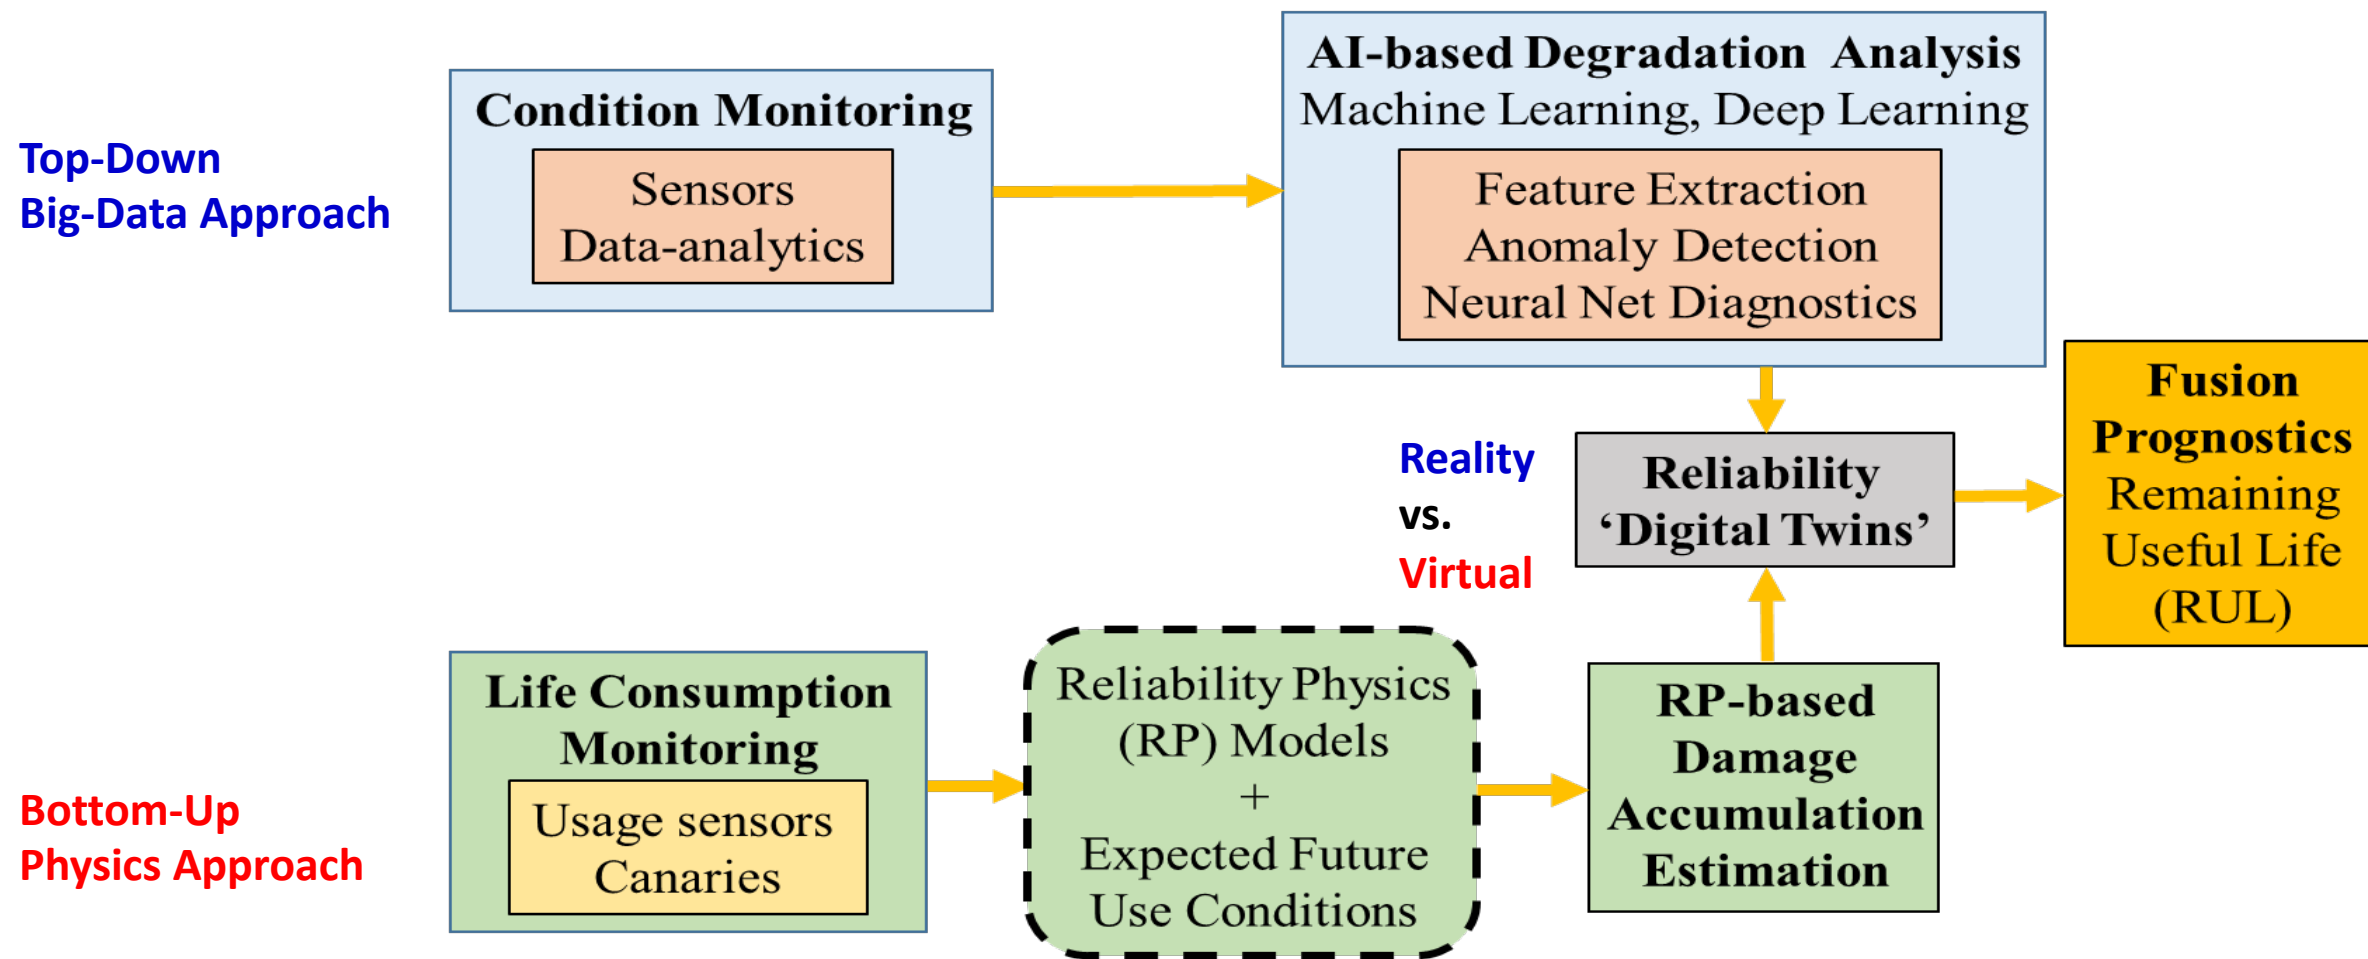 Top-Down
Big-Data Approach
Condition Monitoring
Sensors
Data-analytics
AI-based Degradation Analysis
Machine Learning, Deep Learning
Feature Extraction
Anomaly Detection
Neural Net Diagnostics
Reality
vs.
Virtual
Reliability
‘Digital Twins’
Fusion
Prognostics
Remaining
Useful Life
(RUL)
Bottom-Up
Physics Approach
Life Consumption
Monitoring
Usage sensors
Canaries
Reliability Physics
(RP) Models
+
Expected Future
Use Conditions
RP-based
Damage
Accumulation
Estimation